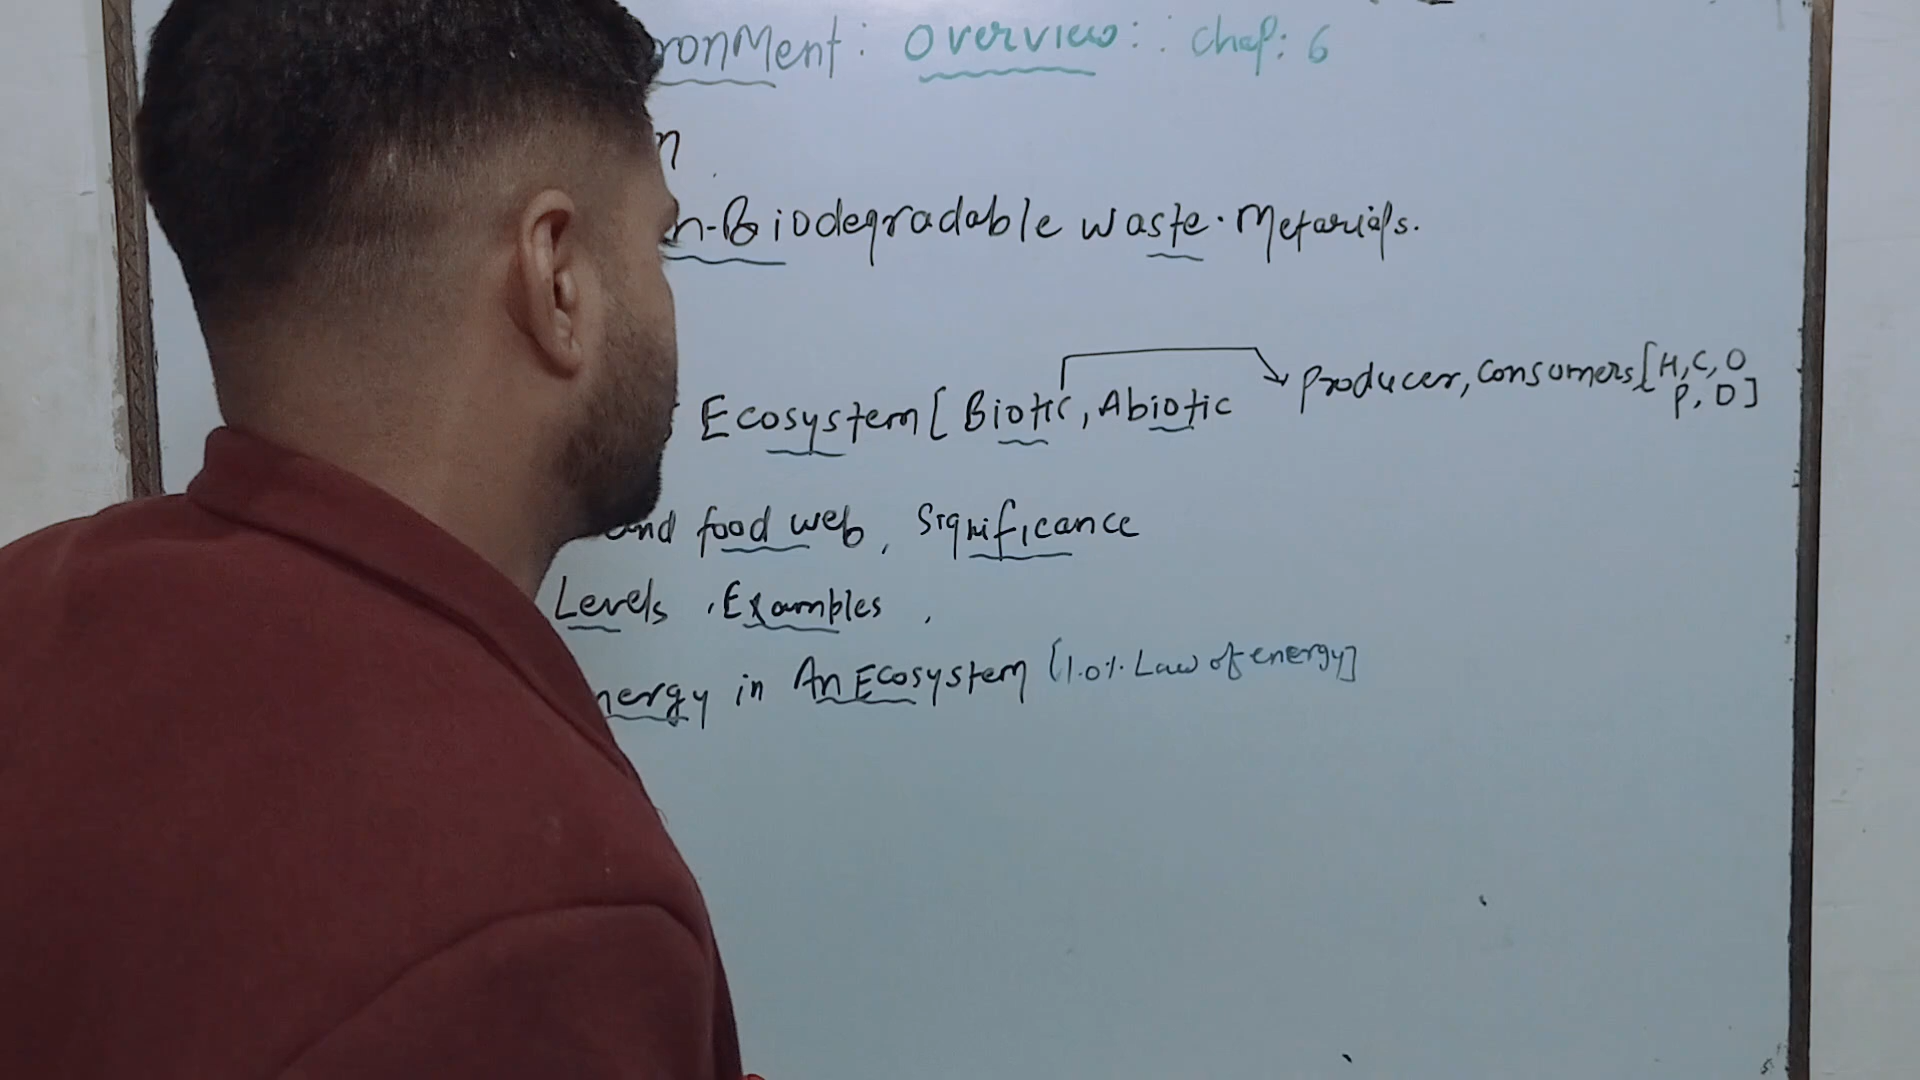 ronment: Overview: : Chap: 6
n
n-Biodegradable waste. Metarials.
Ecosystem [ Biotic, Abiotic → Producer, Consumers [H, C, O
P, D]
and food web, Significance
Levels, Examples,
nergy in An Ecosystem [1.0%. Law of energy]